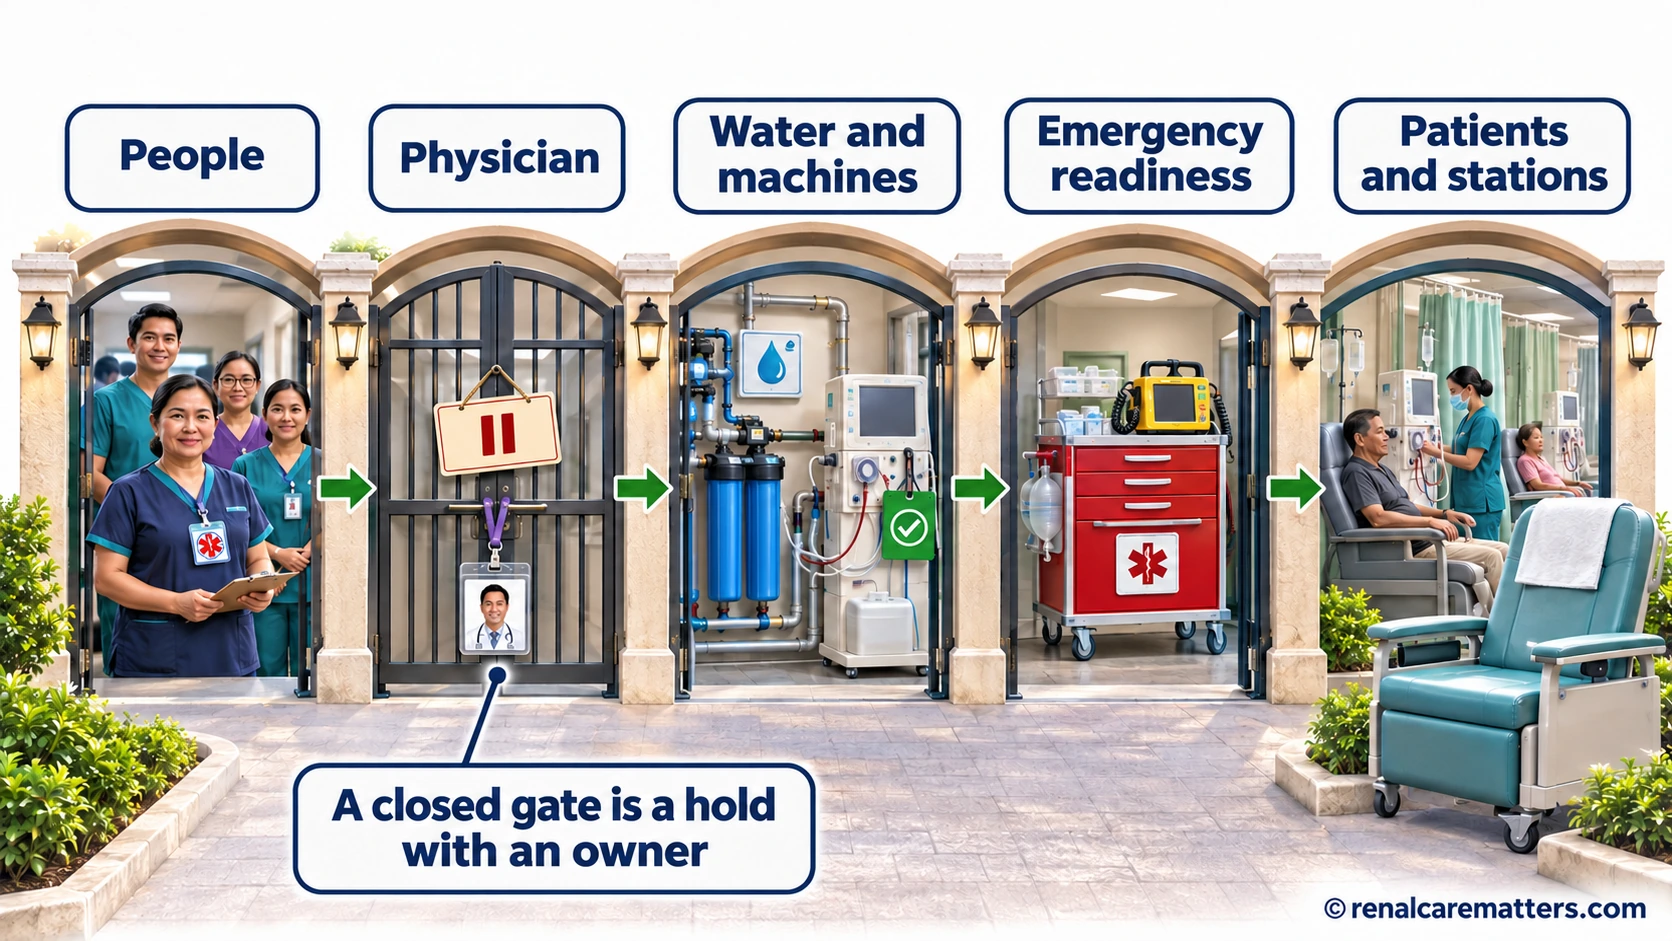 People
Physician
Water and
machines
Emergency
readiness
Patients
and stations
A closed gate is a hold
with an owner
© renalcarematters.com